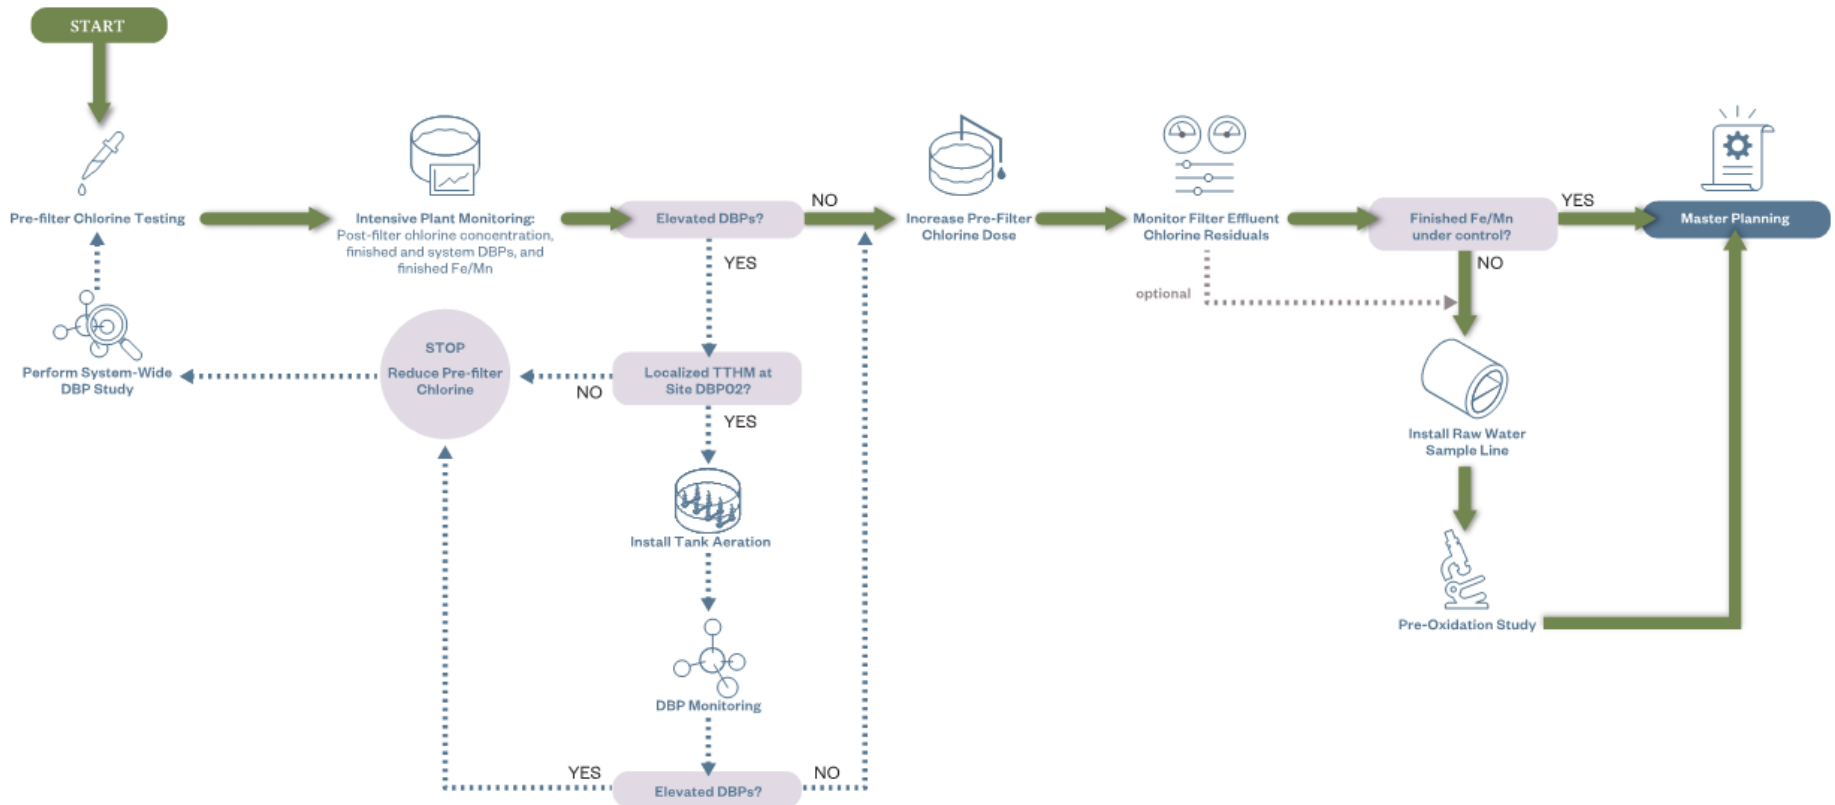 START
Pre-filter Chlorine Testing
Intensive Plant Monitoring:
Post-filter chlorine concentration,
finished and system DBPs, and
finished Fe/Mn
Elevated DBPs?
NO
Increase Pre-Filter
Chlorine Dose
Monitor Filter Effluent
Chlorine Residuals
Finished Fe/Mn
under control?
YES
Master Planning
YES
NO
optional
Perform System-Wide
DBP Study
STOP
Reduce Pre-filter
Chlorine
NO
Localized TTHM at
Site DBP02?
YES
Install Raw Water
Sample Line
Install Tank Aeration
Pre-Oxidation Study
DBP Monitoring
YES
Elevated DBPs?
NO